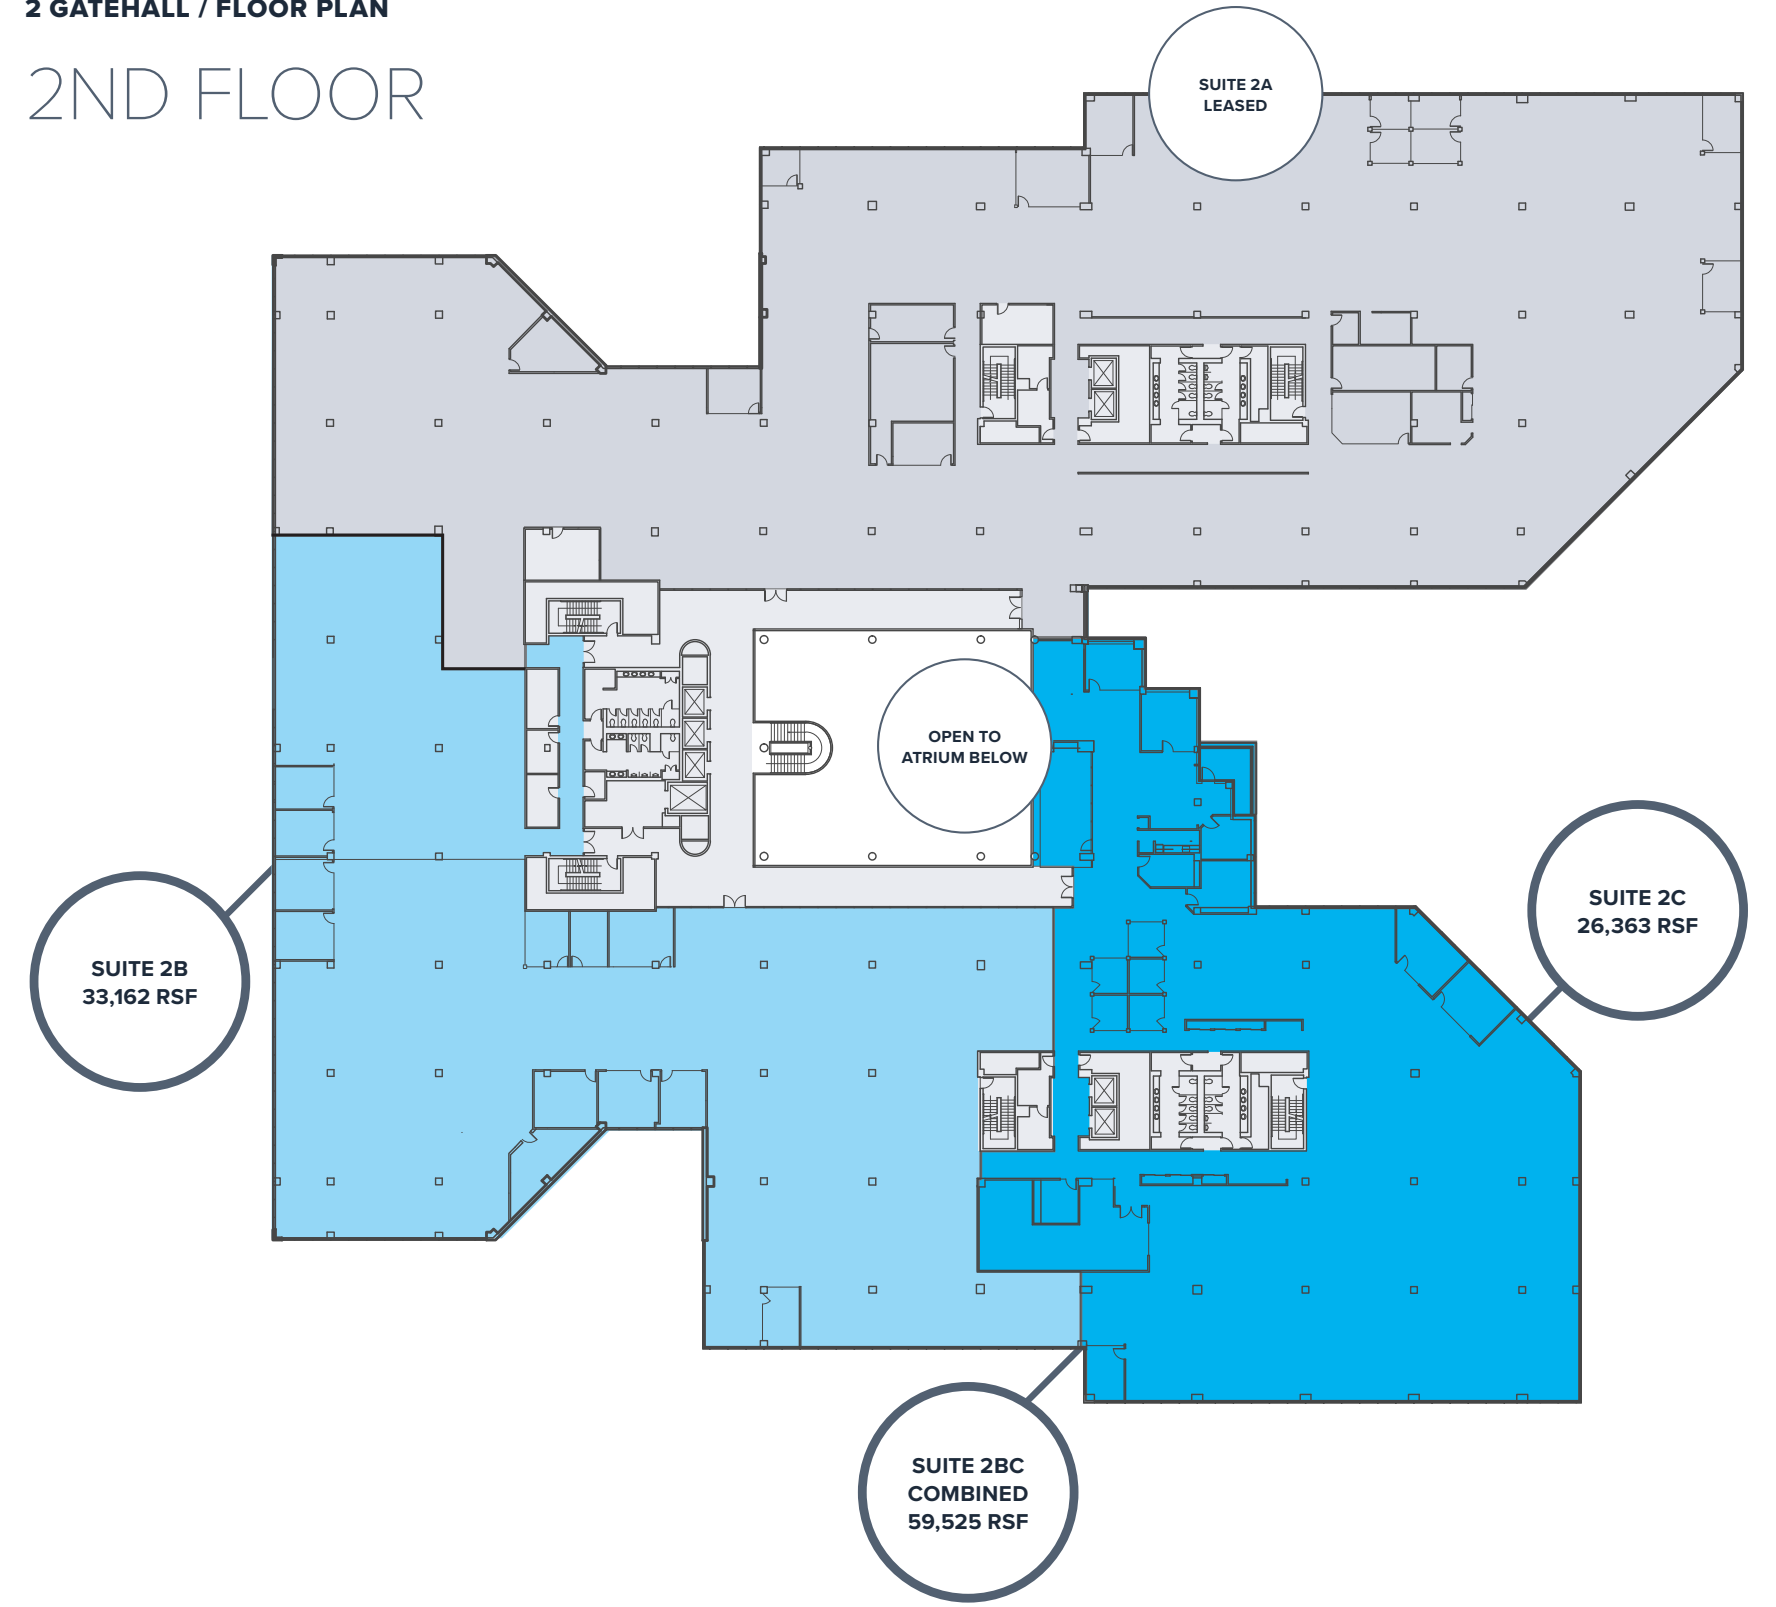 2 GATEHALL / FLOOR PLAN
2ND FLOOR
SUITE 2A
LEASED
OPEN TO
ATRIUM BELOW
SUITE 2C
26,363 RSF
SUITE 2B
33,162 RSF
SUITE 2BC
COMBINED
59,525 RSF